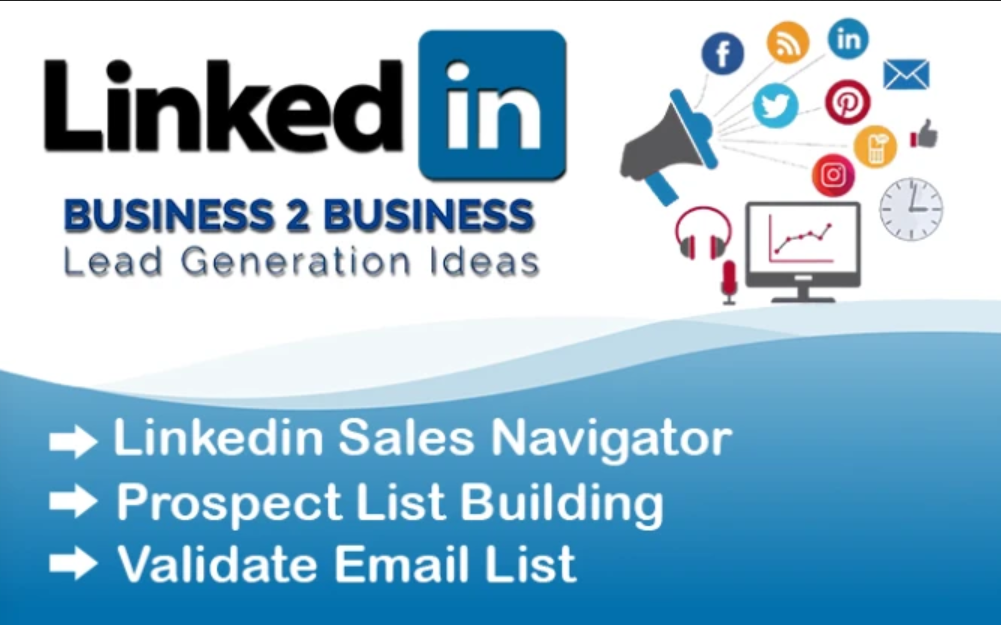 Linked in
BUSINESS 2 BUSINESS
Lead Generation Ideas
Linkedin Sales Navigator
Prospect List Building
Validate Email List